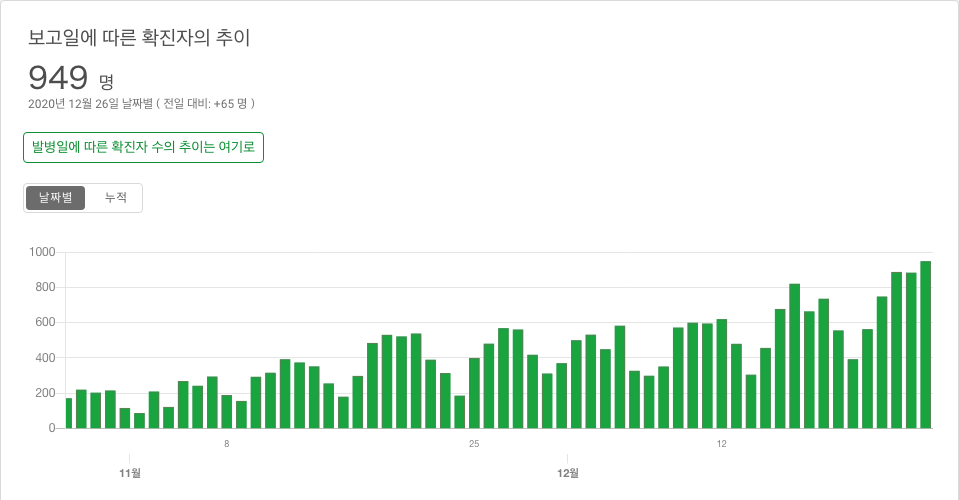 보고일에 따른 확진자의 추이
949 명
2020년 12월 26일 날짜별 ( 전일 대비: +65 명 )
발병일에 따른 확진자 수의 추이는 여기로
날짜별 누적
1000
800
600
400
200
0
8 25 12
11월 12월